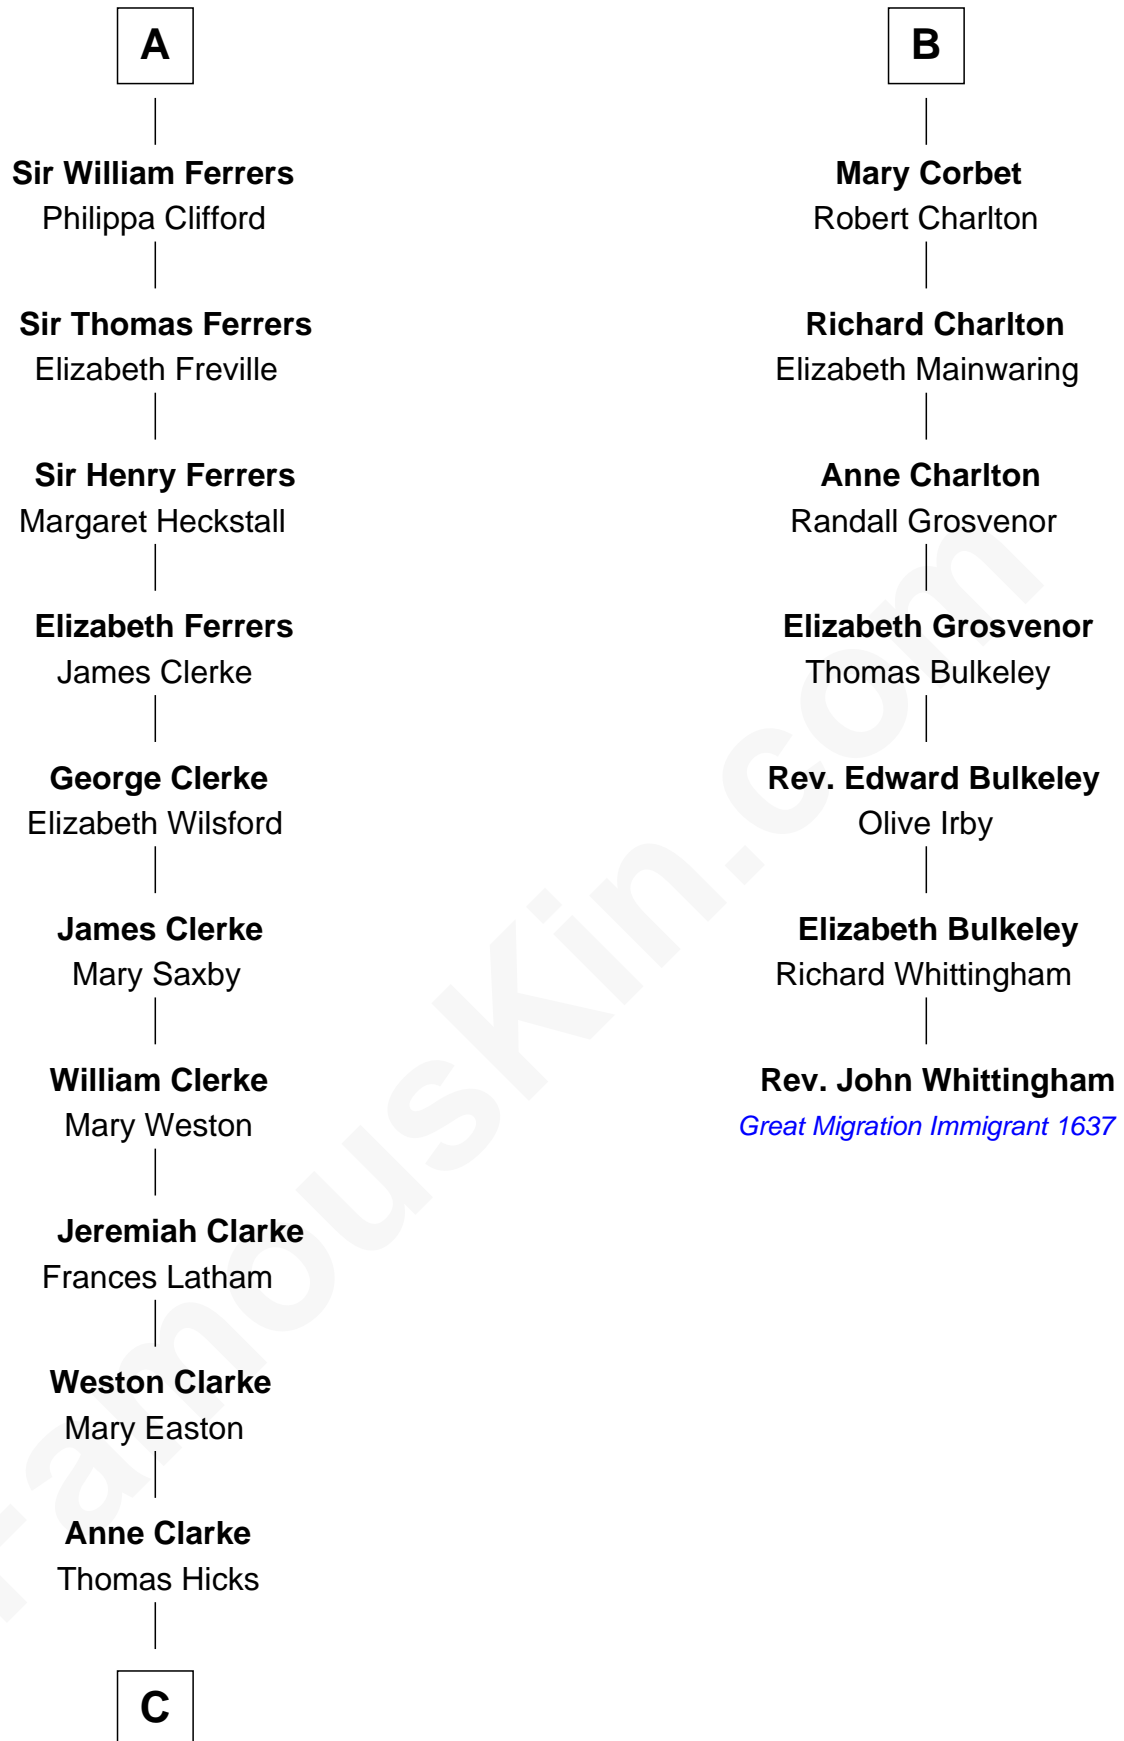 A
Sir William Ferrers
Philippa Clifford
Sir Thomas Ferrers
Elizabeth Freville
Sir Henry Ferrers
Margaret Heckstall
Elizabeth Ferrers
James Clerke
George Clerke
Elizabeth Wilsford
James Clerke
Mary Saxby
William Clerke
Mary Weston
Jeremiah Clarke
Frances Latham
Weston Clarke
Mary Easton
Anne Clarke
Thomas Hicks
C
B
Mary Corbet
Robert Charlton
Richard Charlton
Elizabeth Mainwaring
Anne Charlton
Randall Grosvenor
Elizabeth Grosvenor
Thomas Bulkeley
Rev. Edward Bulkeley
Olive Irby
Elizabeth Bulkeley
Richard Whittingham
Rev. John Whittingham
Great Migration Immigrant 1637
FamousKin.com